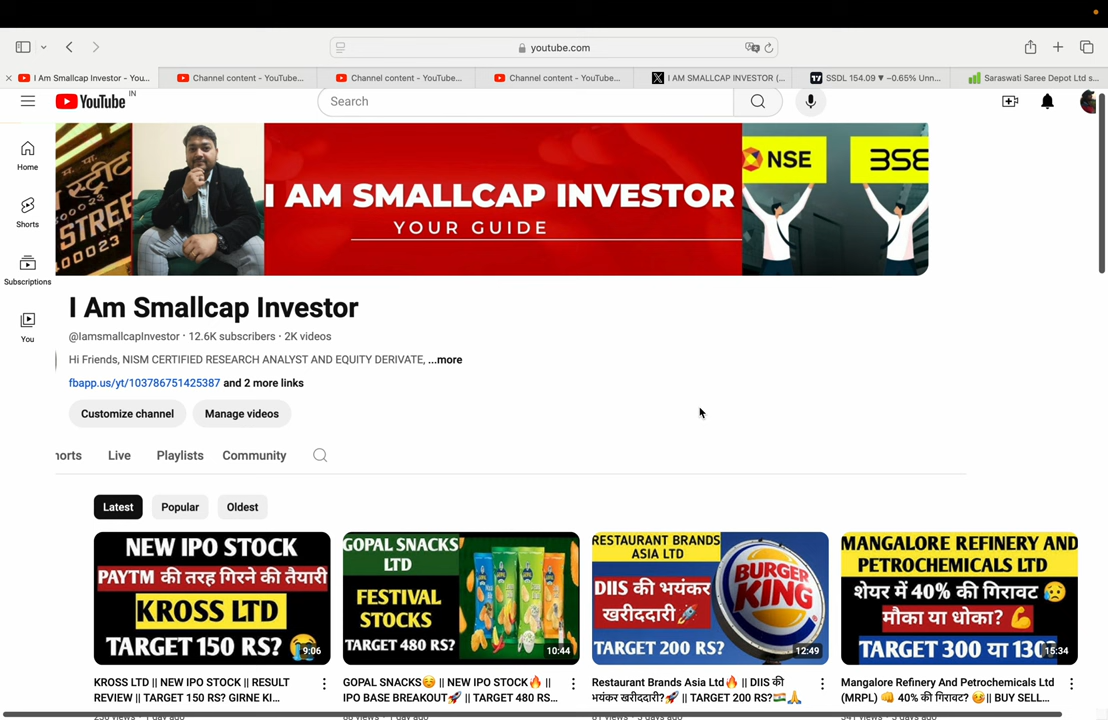 youtube.com
I Am Smallcap Investor - You...
Channel content - YouTube...
Channel content - YouTube...
Channel content - YouTube...
I AM SMALLCAP INVESTOR (...
SSDL 154.09 ▼ −0.65% Unn...
Saraswati Saree Depot Ltd s...
YouTube IN
Search
Home
Shorts
Subscriptions
You
I AM SMALLCAP INVESTOR
YOUR GUIDE
NSE
BSE
I Am Smallcap Investor
@IamsmallcapInvestor · 12.6K subscribers · 2K videos
Hi Friends, NISM CERTIFIED RESEARCH ANALYST AND EQUITY DERIVATE, ...more
fbapp.us/yt/103786751425387 and 2 more links
Customize channel
Manage videos
horts
Live
Playlists
Community
Latest
Popular
Oldest
NEW IPO STOCK
PAYTM की तरह गिरने की तैयारी
KROSS LTD
TARGET 150 RS?
9:06
KROSS LTD || NEW IPO STOCK || RESULT
REVIEW || TARGET 150 RS? GIRNE KI...
GOPAL SNACKS
LTD
FESTIVAL
STOCKS
TARGET 480 RS?
10:44
GOPAL SNACKS😋 || NEW IPO STOCK🔥 ||
IPO BASE BREAKOUT🚀 || TARGET 480 RS...
RESTAURANT BRANDS
ASIA LTD
DIIS की भयंकर
खरीददारी🚀
TARGET 200 RS?
BURGER
KING
12:49
Restaurant Brands Asia Ltd🔥 || DIIS की
भयंकर खरीददारी?🚀 || TARGET 200 RS?🇮🇳🙏
MANGALORE REFINERY AND
PETROCHEMICALS LTD
शेयर में 40% की गिरावट 😥
मौका या धोका? 💪
TARGET 300 या 130?
15:34
Mangalore Refinery And Petrochemicals Ltd
(MRPL) 👊 40% की गिरावट? 😖|| BUY SELL...